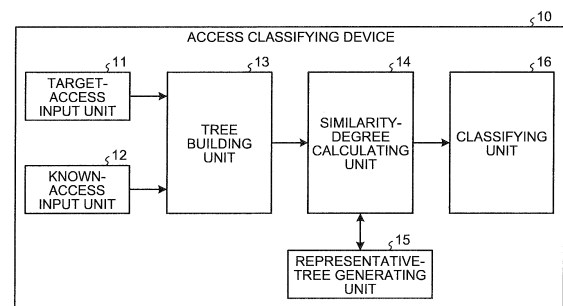 10
ACCESS CLASSIFYING DEVICE
11
TARGET-
ACCESS
INPUT UNIT
12
KNOWN-
ACCESS
INPUT UNIT
13
TREE
BUILDING
UNIT
14
SIMILARITY-
DEGREE
CALCULATING
UNIT
15
REPRESENTATIVE-
TREE GENERATING
UNIT
16
CLASSIFYING
UNIT